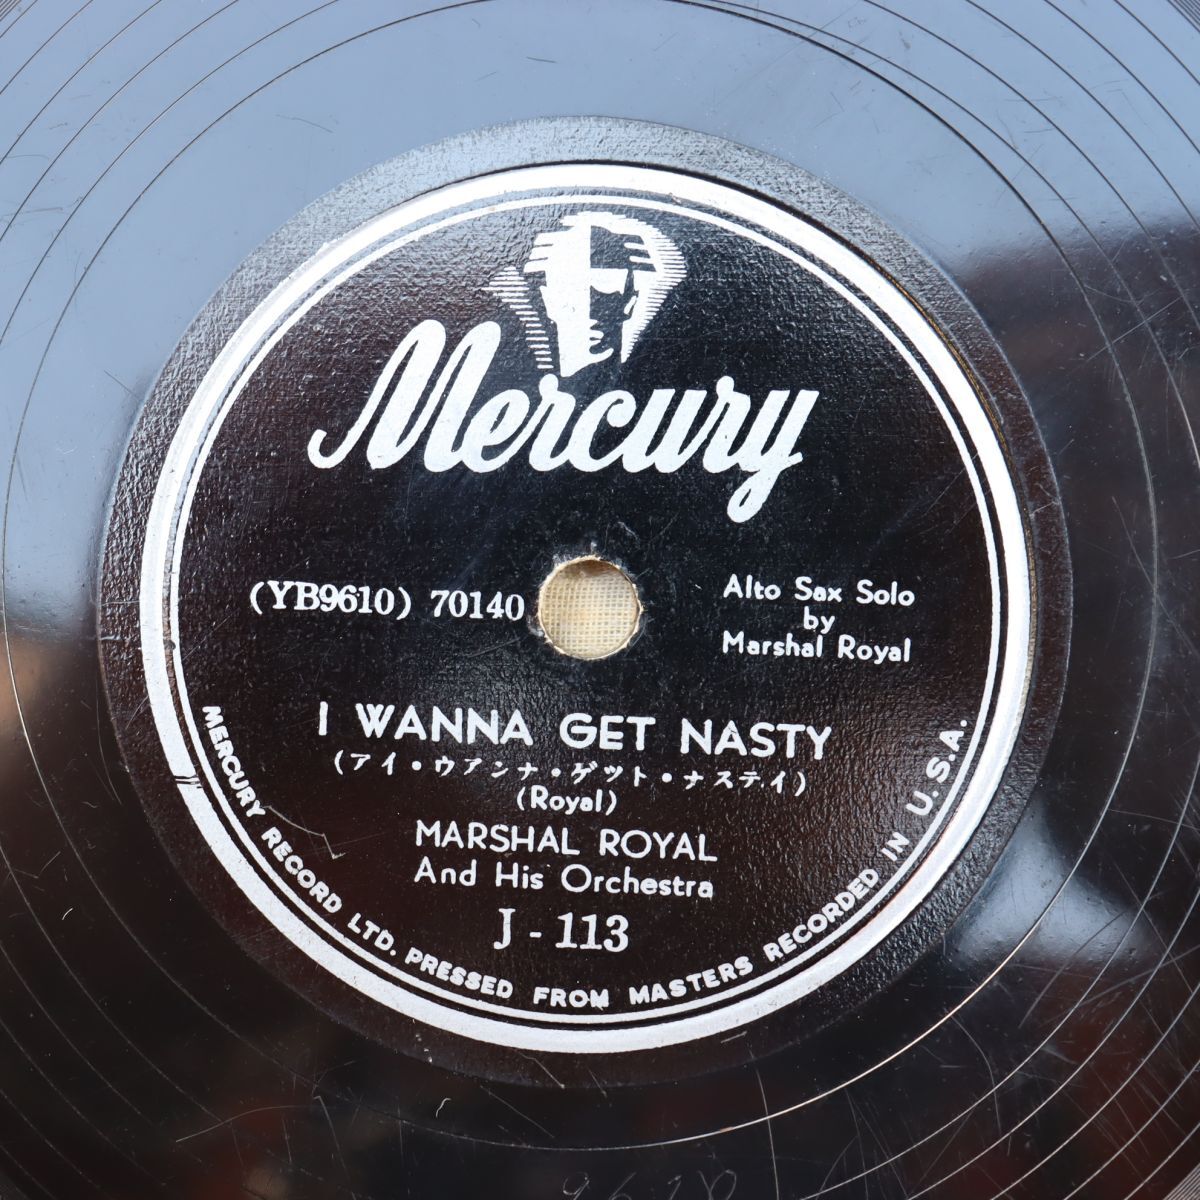 Mercury
(YB9610) 70140
Alto Sax Solo
by
Marshal Royal
I WANNA GET NASTY
(アイ・ウアンナ・ゲット・ナステイ)
(Royal)
MARSHAL ROYAL
And His Orchestra
J-113
MERCURY RECORD LTD. PRESSED FROM MASTERS RECORDED IN U.S.A.